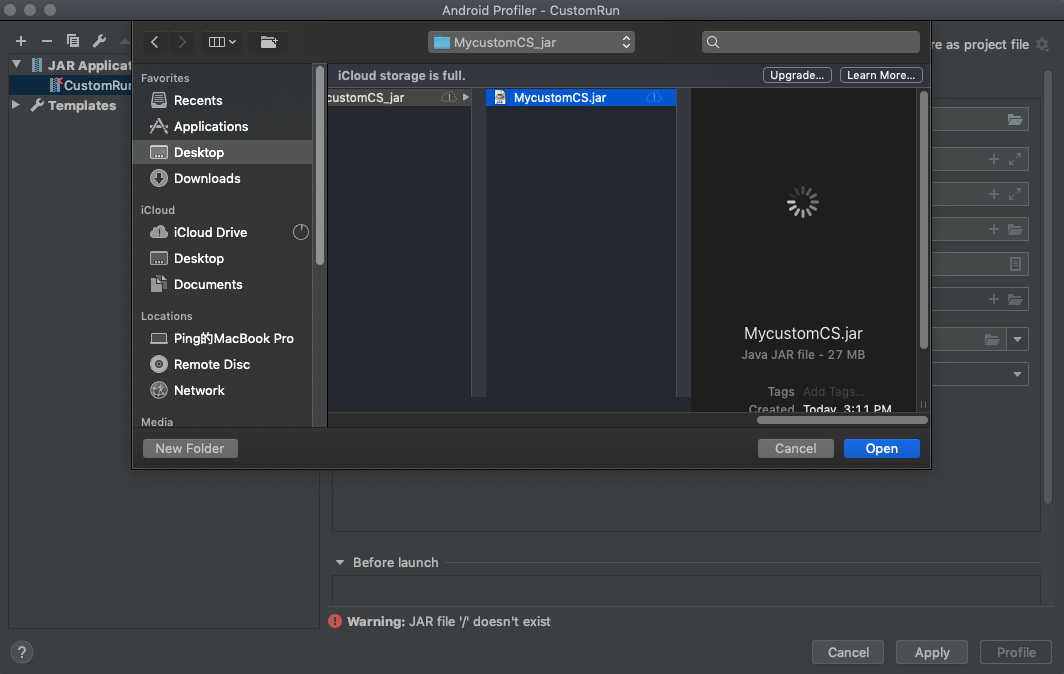 Android Profiler - CustomRun
MycustomCS_jar
re as project file
JAR Applicat
CustomRun
Templates
Favorites
Recents
Applications
Desktop
Downloads
iCloud
iCloud Drive
Desktop
Documents
Locations
Ping的MacBook Pro
Remote Disc
Network
Media
iCloud storage is full.
Upgrade...
Learn More...
customCS_jar
MycustomCS.jar
MycustomCS.jar
Java JAR file - 27 MB
Tags Add Tags...
Created Today, 3:11 PM
New Folder
Cancel
Open
Before launch
Warning: JAR file '/' doesn't exist
?
Cancel
Apply
Profile